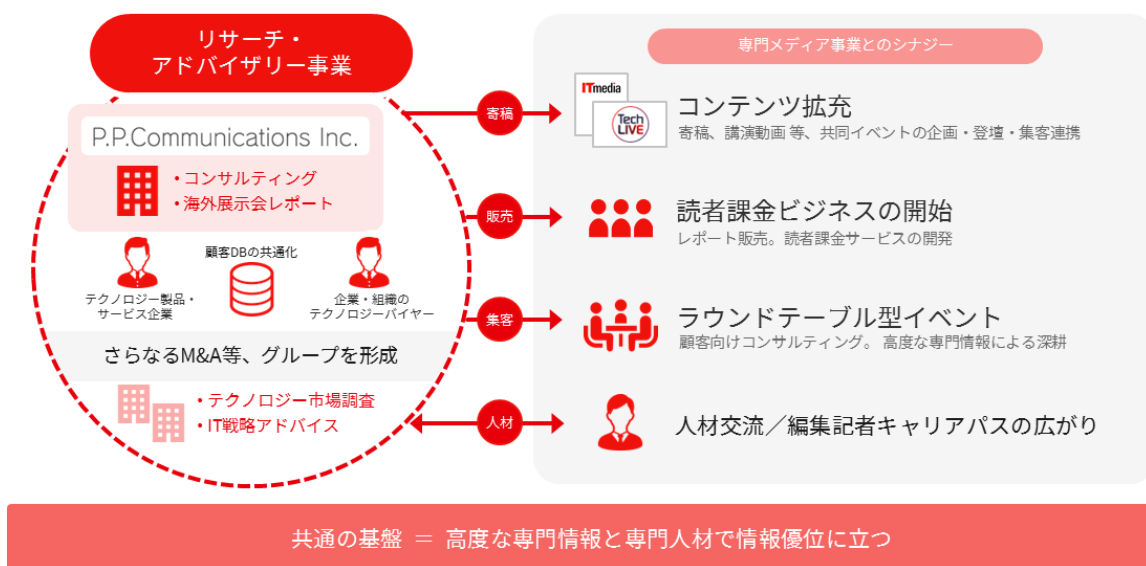 リサーチ・
アドバイザリー事業
P.P.Communications Inc.
・コンサルティング
・海外展示会レポート
顧客DBの共通化
テクノロジー製品・
サービス企業
企業・組織の
テクノロジーバイヤー
さらなるM&A等、グループを形成
・テクノロジー市場調査
・IT戦略アドバイス
寄稿
販売
集客
人材
専門メディア事業とのシナジー
ITmedia
Tech
LIVE
コンテンツ拡充
寄稿、講演動画 等、共同イベントの企画・登壇・集客連携
読者課金ビジネスの開始
レポート販売。読者課金サービスの開発
ラウンドテーブル型イベント
顧客向けコンサルティング。 高度な専門情報による深耕
人材交流／編集記者キャリアパスの広がり
共通の基盤 ＝ 高度な専門情報と専門人材で情報優位に立つ